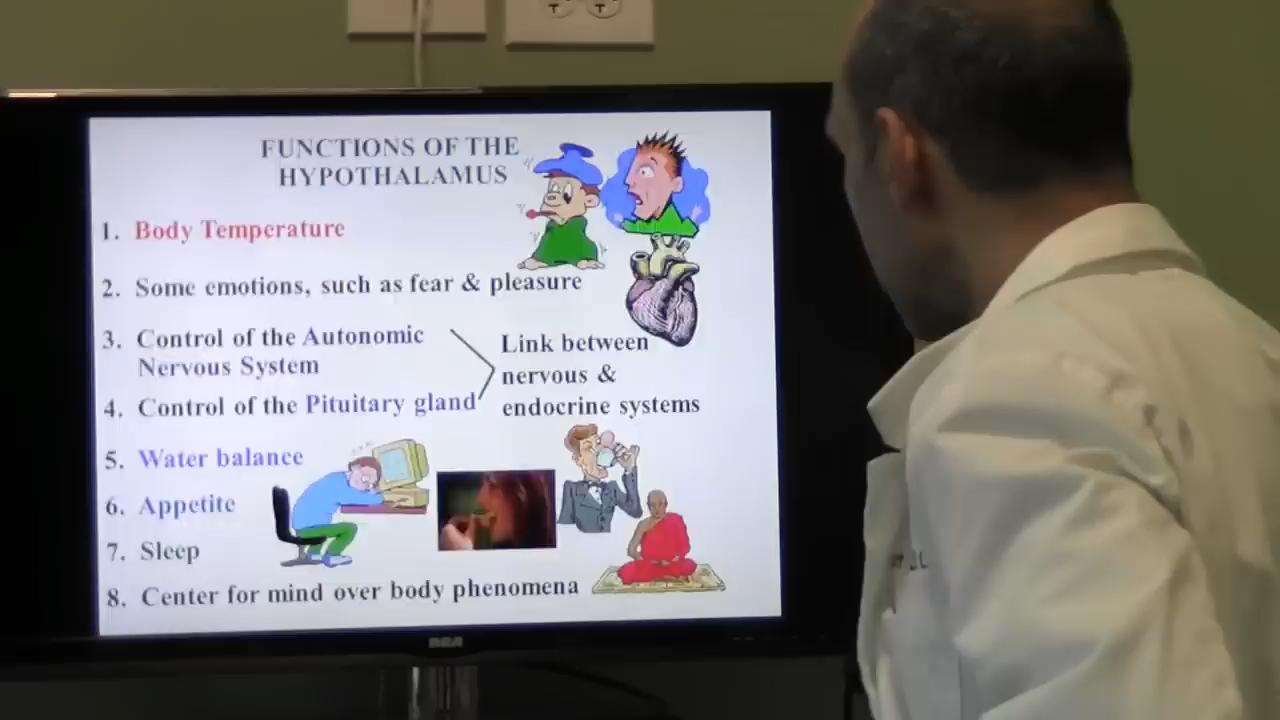 FUNCTIONS OF THE
HYPOTHALAMUS
1. Body Temperature
2. Some emotions, such as fear & pleasure
3. Control of the Autonomic
Nervous System
4. Control of the Pituitary gland
Link between
nervous &
endocrine systems
5. Water balance
6. Appetite
7. Sleep
8. Center for mind over body phenomena
RCA